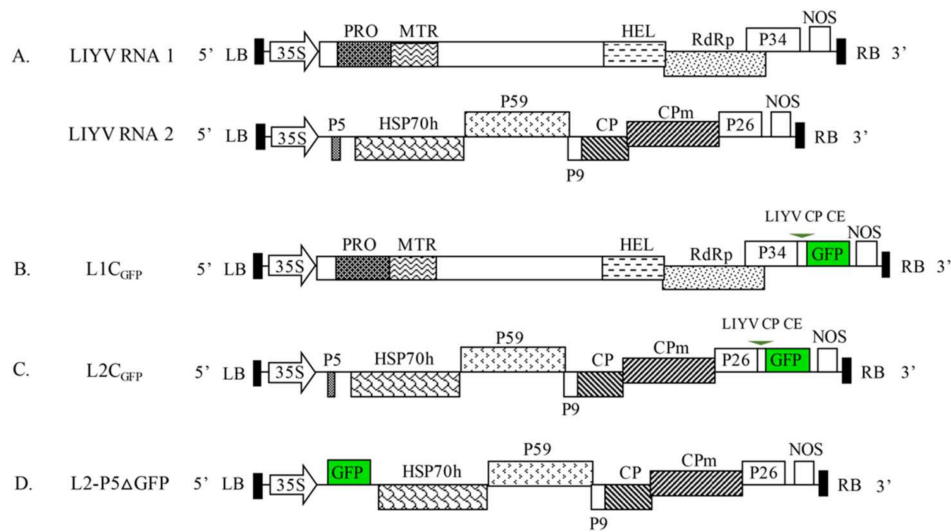 PRO MTR HEL RdRp P34 NOS
A. LIYV RNA 1 5’ LB 35S RB 3’
P59 CPm NOS
LIYV RNA 2 5’ LB 35S P5 HSP70h CP P26 RB 3’
P9
LIYV CP CE
PRO MTR HEL RdRp P34 GFP NOS
B. L1CGFP 5’ LB 35S RB 3’
LIYV CP CE
P59 CPm NOS
C. L2CGFP 5’ LB 35S P5 HSP70h CP P26 GFP RB 3’
P9
P59 CPm NOS
D. L2-P5△GFP 5’ LB 35S GFP HSP70h CP P26 RB 3’
P9